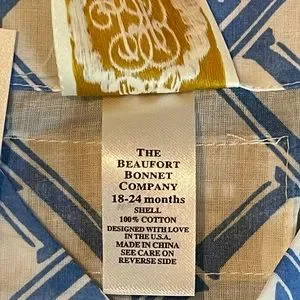 THE
BEAUFORT
BONNET
COMPANY
18-24 months
SHELL
100% COTTON
DESIGNED WITH LOVE
IN THE U.S.A.
MADE IN CHINA
SEE CARE ON
REVERSE SIDE